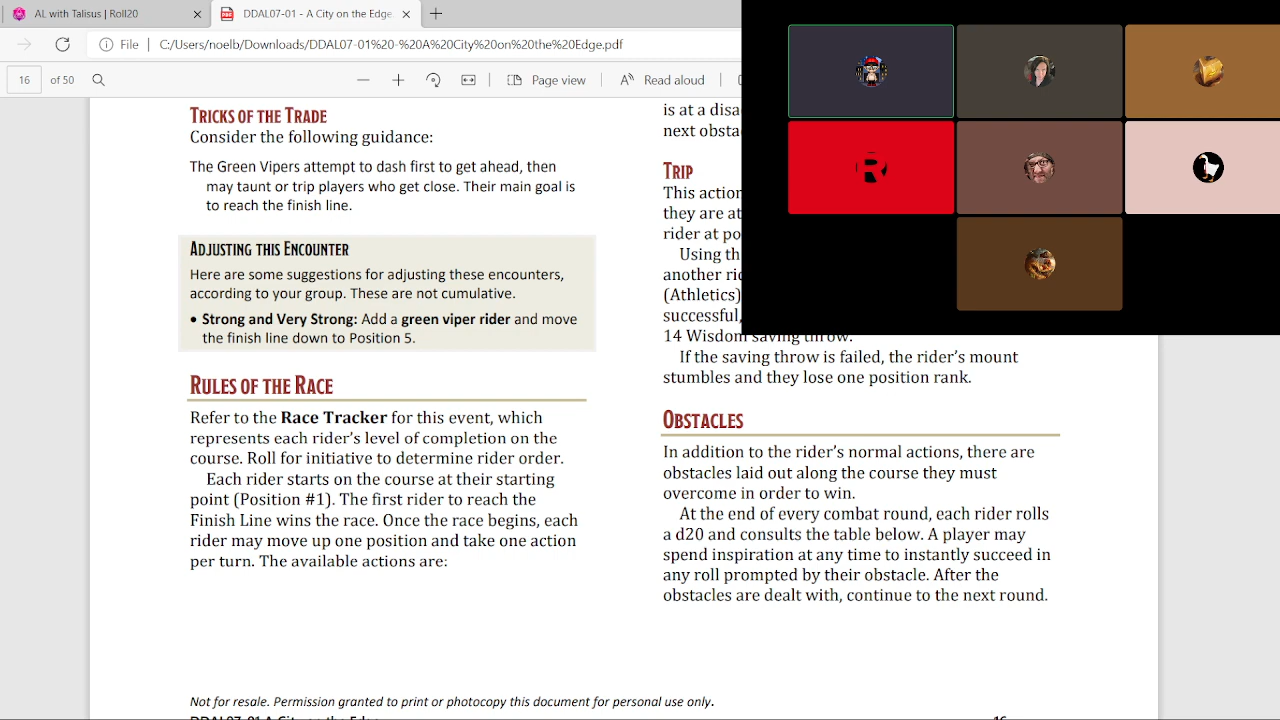 AL with Talisus | Roll20
DDAL07-01 - A City on the Edge.
File
C:/Users/noelb/Downloads/DDAL07-01%20-%20A%20City%20on%20the%20Edge.pdf
16 of 50
Page view
Read aloud
TRICKS OF THE TRADE
Consider the following guidance:
The Green Vipers attempt to dash first to get ahead, then
may taunt or trip players who get close. Their main goal is
to reach the finish line.
ADJUSTING THIS ENCOUNTER
Here are some suggestions for adjusting these encounters,
according to your group. These are not cumulative.
• Strong and Very Strong: Add a green viper rider and move
the finish line down to Position 5.
RULES OF THE RACE
Refer to the Race Tracker for this event, which
represents each rider's level of completion on the
course. Roll for initiative to determine rider order.
Each rider starts on the course at their starting
point (Position #1). The first rider to reach the
Finish Line wins the race. Once the race begins, each
rider may move up one position and take one action
per turn. The available actions are:
is at a disa
next obsta
TRIP
This action
they are at
rider at po
Using th
another ri
(Athletics)
successful,
14 Wisdom saving throw.
If the saving throw is failed, the rider's mount
stumbles and they lose one position rank.
OBSTACLES
In addition to the rider's normal actions, there are
obstacles laid out along the course they must
overcome in order to win.
At the end of every combat round, each rider rolls
a d20 and consults the table below. A player may
spend inspiration at any time to instantly succeed in
any roll prompted by their obstacle. After the
obstacles are dealt with, continue to the next round.
R
Not for resale. Permission granted to print or photocopy this document for personal use only.
DDAL07-01 A City on the Edge
16